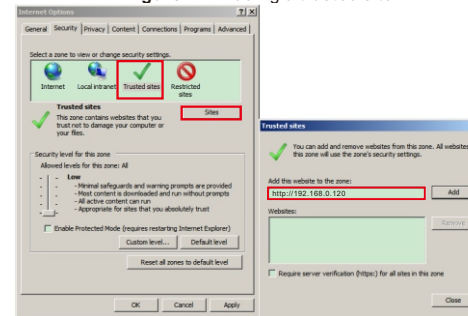 Internet Options
General Security Privacy Content Connections Programs Advanced
Select a zone to view or change security settings.
Internet Local intranet Trusted sites Restricted sites
Trusted sites
Sites
This zone contains websites that you
trust not to damage your computer or
your files.
Security level for this zone
Allowed levels for this zone: All
Low
-Minimal safeguards and warning prompts are provided
-Most content is downloaded and run without prompts
-All active content can run
-Appropriate for sites that you absolutely trust
Enable Protected Mode (requires restarting Internet Explorer)
Custom level... Default level
Reset all zones to default level
OK Cancel Apply
Trusted sites
You can add and remove websites from this zone. All websites
this zone will use the zone's security settings.
Add this website to the zone:
http://192.168.0.120
Add
Websites:
Remove
Require server verification (https:) for all sites in this zone
Close